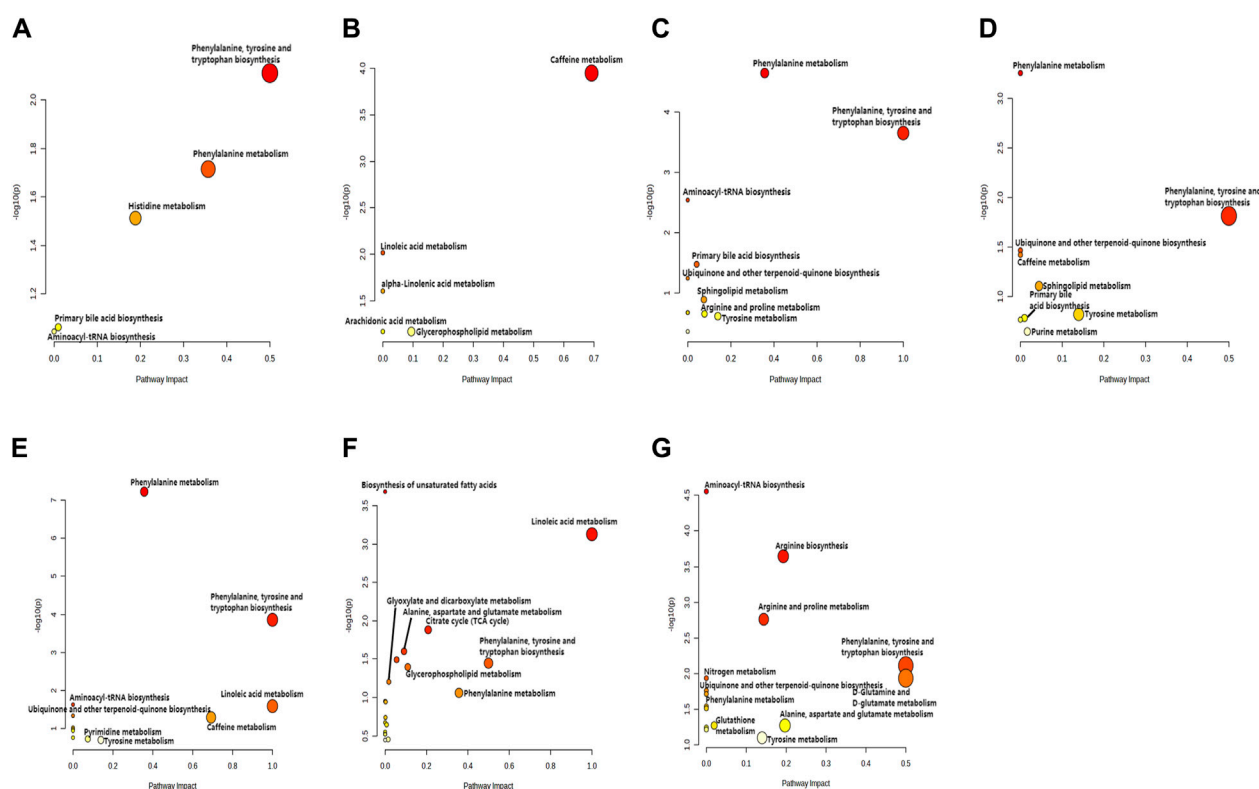 A
Phenylalanine, tyrosine and
tryptophan biosynthesis
Phenylalanine metabolism
Histidine metabolism
Primary bile acid biosynthesis
Aminoacyl-tRNA biosynthesis
-log10(p)
2.0
1.8
1.6
1.4
1.2
0.0 0.1 0.2 0.3 0.4 0.5
Pathway Impact
B
Caffeine metabolism
Linoleic acid metabolism
alpha-Linolenic acid metabolism
Arachidonic acid metabolism
Glycerophospholipid metabolism
-log10(p)
4.0
3.5
3.0
2.5
2.0
1.5
0.0 0.1 0.2 0.3 0.4 0.5 0.6 0.7
Pathway Impact
C
Phenylalanine metabolism
Phenylalanine, tyrosine and
tryptophan biosynthesis
Aminoacyl-tRNA biosynthesis
Primary bile acid biosynthesis
Ubiquinone and other terpenoid-quinone biosynthesis
Sphingolipid metabolism
Arginine and proline metabolism
Tyrosine metabolism
-log10(p)
4
3
2
1
0.0 0.2 0.4 0.6 0.8 1.0
Pathway Impact
D
Phenylalanine metabolism
Phenylalanine, tyrosine and
tryptophan biosynthesis
Ubiquinone and other terpenoid-quinone biosynthesis
Caffeine metabolism
Sphingolipid metabolism
Primary bile
acid biosynthesis
Tyrosine metabolism
Purine metabolism
-log10(p)
3.0
2.5
2.0
1.5
1.0
0.0 0.1 0.2 0.3 0.4 0.5
Pathway Impact
E
Phenylalanine metabolism
Phenylalanine, tyrosine and
tryptophan biosynthesis
Aminoacyl-tRNA biosynthesis
Linoleic acid metabolism
Ubiquinone and other terpenoid-quinone biosynthesis
Caffeine metabolism
Pyrimidine metabolism
Tyrosine metabolism
-log10(p)
7
6
5
4
3
2
1
0.0 0.2 0.4 0.6 0.8 1.0
Pathway Impact
F
Biosynthesis of unsaturated fatty acids
Linoleic acid metabolism
Glyoxylate and dicarboxylate metabolism
Alanine, aspartate and glutamate metabolism
Citrate cycle (TCA cycle)
Phenylalanine, tyrosine and
tryptophan biosynthesis
Glycerophospholipid metabolism
Phenylalanine metabolism
-log10(p)
3.5
3.0
2.5
2.0
1.5
1.0
0.5
0.0 0.2 0.4 0.6 0.8 1.0
Pathway Impact
G
Aminoacyl-tRNA biosynthesis
Arginine biosynthesis
Arginine and proline metabolism
Phenylalanine, tyrosine and
tryptophan biosynthesis
Nitrogen metabolism
Ubiquinone and other terpenoid-quinone biosynthesis
D-Glutamine and
D-glutamate metabolism
Phenylalanine metabolism
Alanine, aspartate and glutamate metabolism
Glutathione
metabolism
Tyrosine metabolism
-log10(p)
4.5
4.0
3.5
3.0
2.5
2.0
1.5
1.0
0.0 0.1 0.2 0.3 0.4 0.5
Pathway Impact